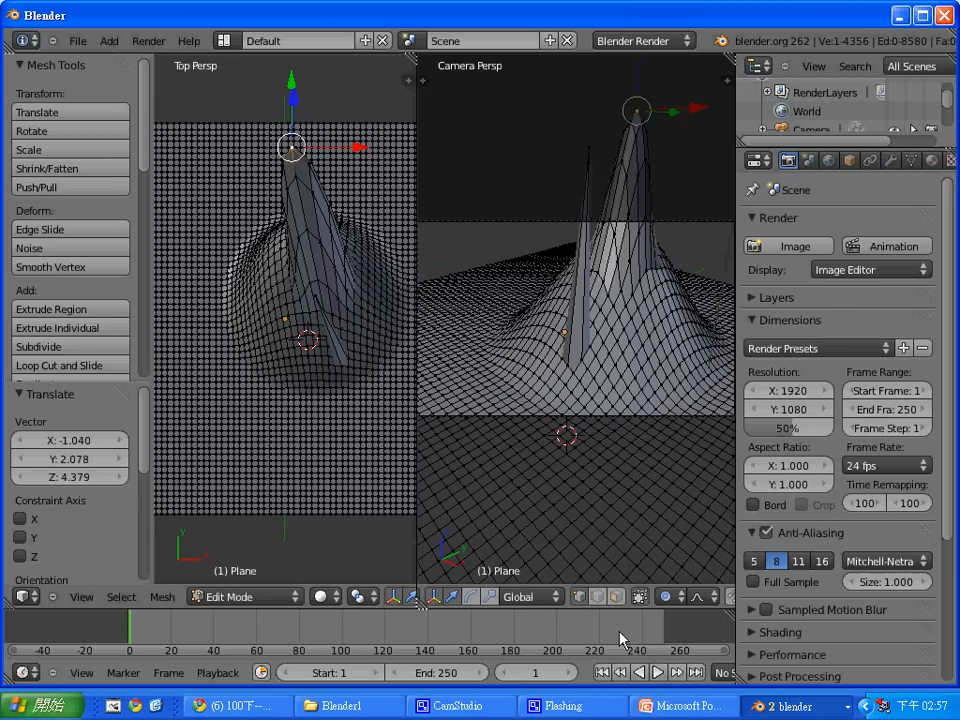 Blender
File Add Render Help Default Scene Blender Render blender.org 262 | Ve:1-4356 | Ed:0-8580 | Fa:0
Mesh Tools
Transform:
Translate
Rotate
Scale
Shrink/Fatten
Push/Pull
Deform:
Edge Slide
Noise
Smooth Vertex
Add:
Extrude Region
Extrude Individual
Subdivide
Loop Cut and Slide
Translate
Vector
X: -1.040
Y: 2.078
Z: 4.379
Constraint Axis
X
Y
Z
Orientation
Top Persp
(1) Plane
Camera Persp
(1) Plane
View Select Mesh Edit Mode Global
View Search All Scenes
RenderLayers
World
Camera
Scene
Render
Image Animation
Display: Image Editor
Layers
Dimensions
Render Presets
Resolution: Frame Range:
X: 1920 Start Frame: 1
Y: 1080 End Fra: 250
50% Frame Step: 1
Aspect Ratio: Frame Rate:
X: 1.000 24 fps
Y: 1.000 Time Remapping:
Bord Crop 100 100
Anti-Aliasing
5 8 11 16 Mitchell-Netra
Full Sample Size: 1.000
Sampled Motion Blur
Shading
Performance
Post Processing
-40 -20 0 20 40 60 80 100 120 140 160 180 200 220 240 260
View Marker Frame Playback Start: 1 End: 250 1 No S
開始 (6) 100下--... Blender1 CamStudio Flashing Microsoft Po... 2 blender 下午 02:57